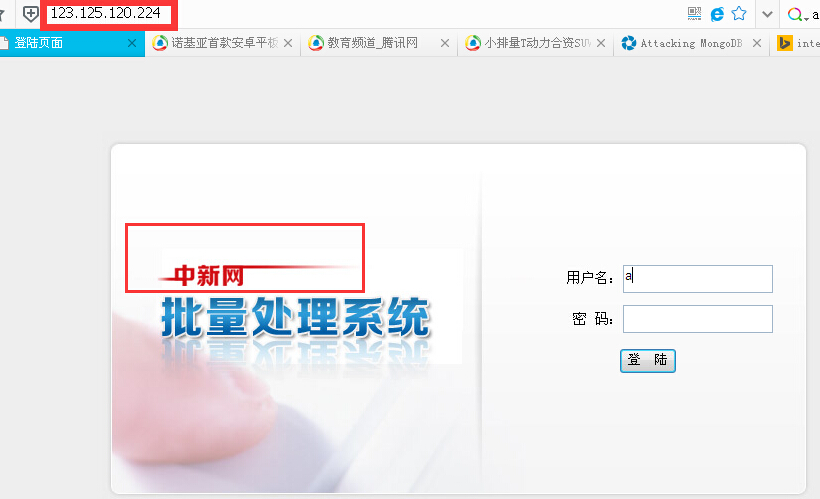 123.125.120.224
a
登陆页面
诺基亚首款安卓平板
教育频道_腾讯网
小排量T动力合资SU
Attacking MongoDB
inte
中新网
批量处理系统
用户名：
a
密 码：
登 陆